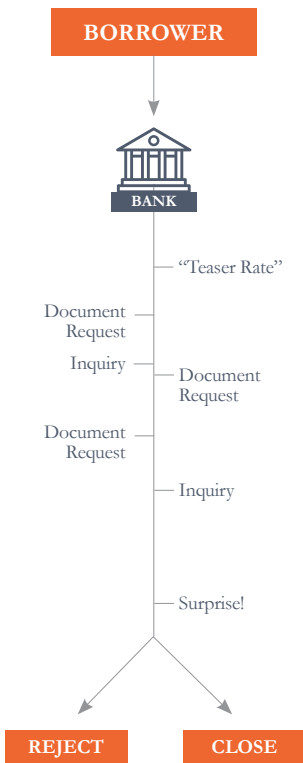 BORROWER
BANK
“Teaser Rate”
Document
Request
Inquiry
Document
Request
Document
Request
Inquiry
Surprise!
REJECT
CLOSE